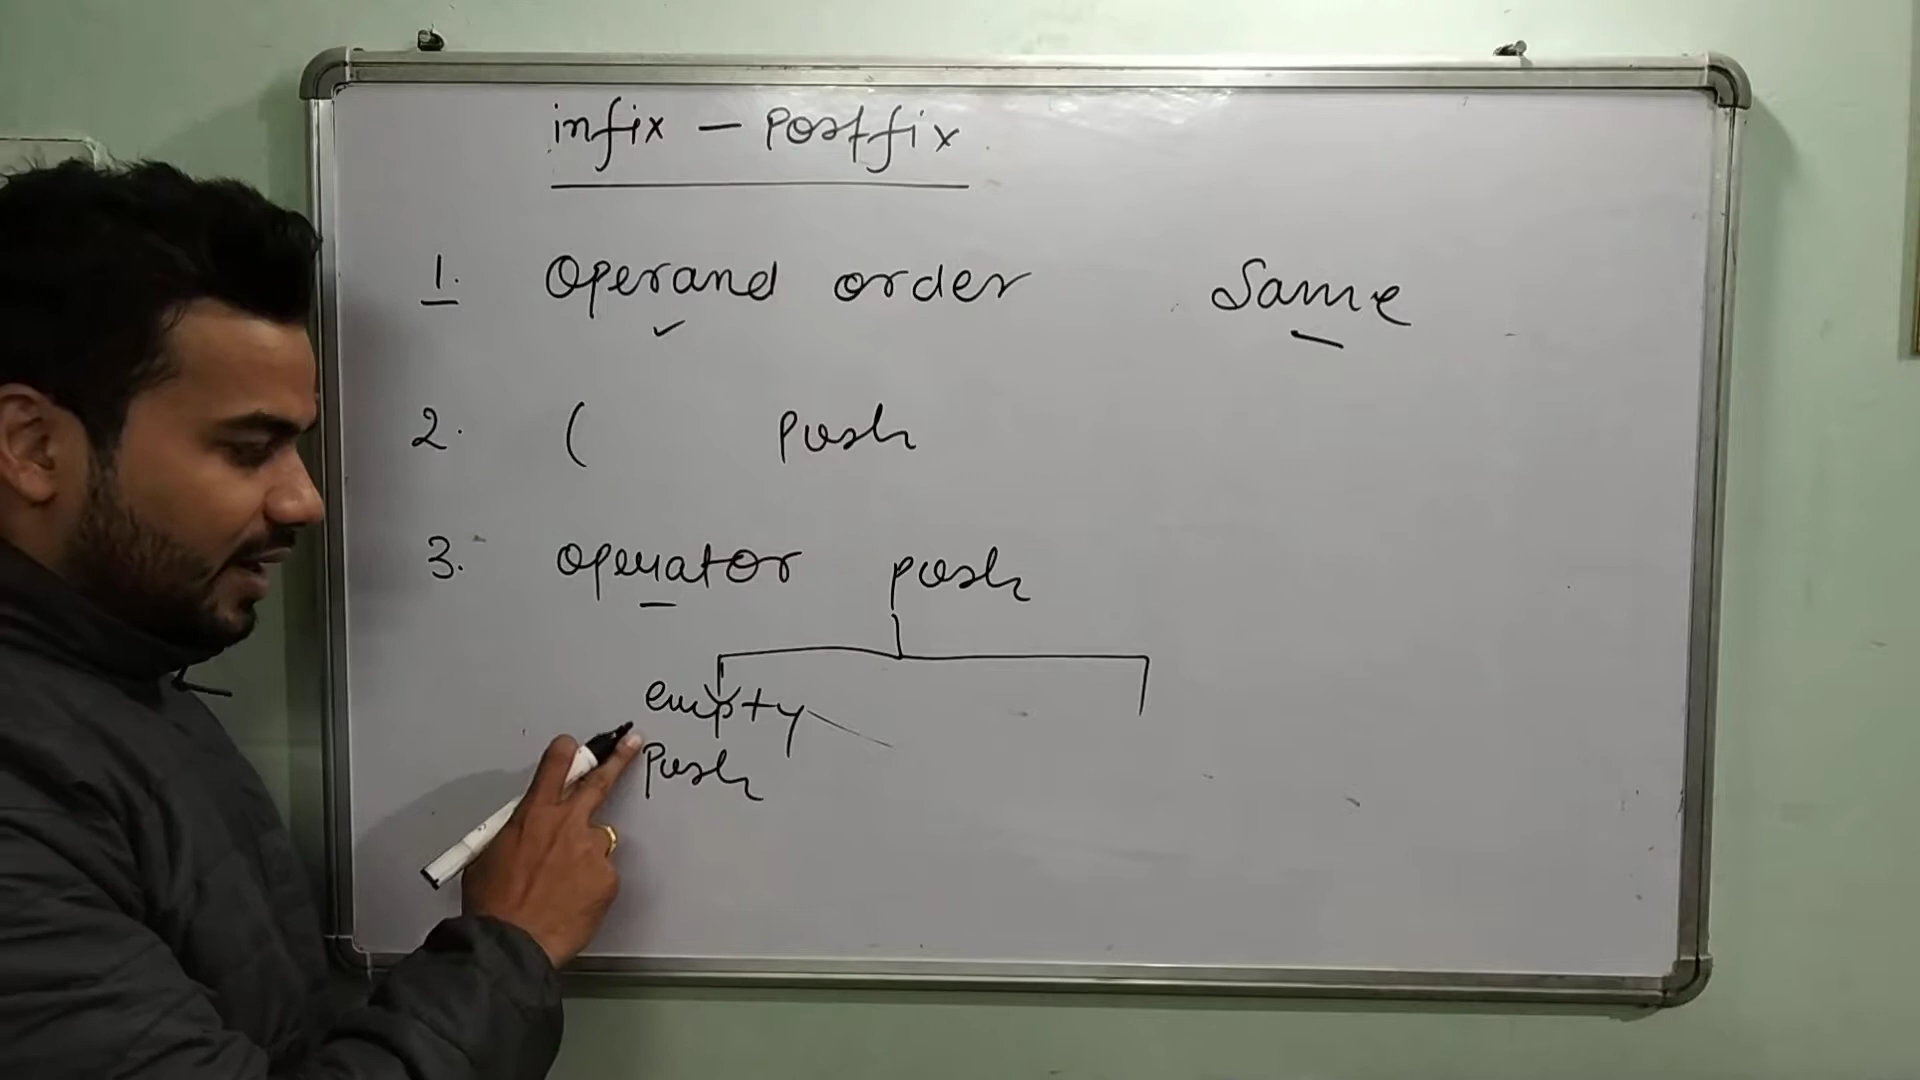 infix - Postfix
1. Operand order Same
2. ( Push
3. operator push
empty
Push